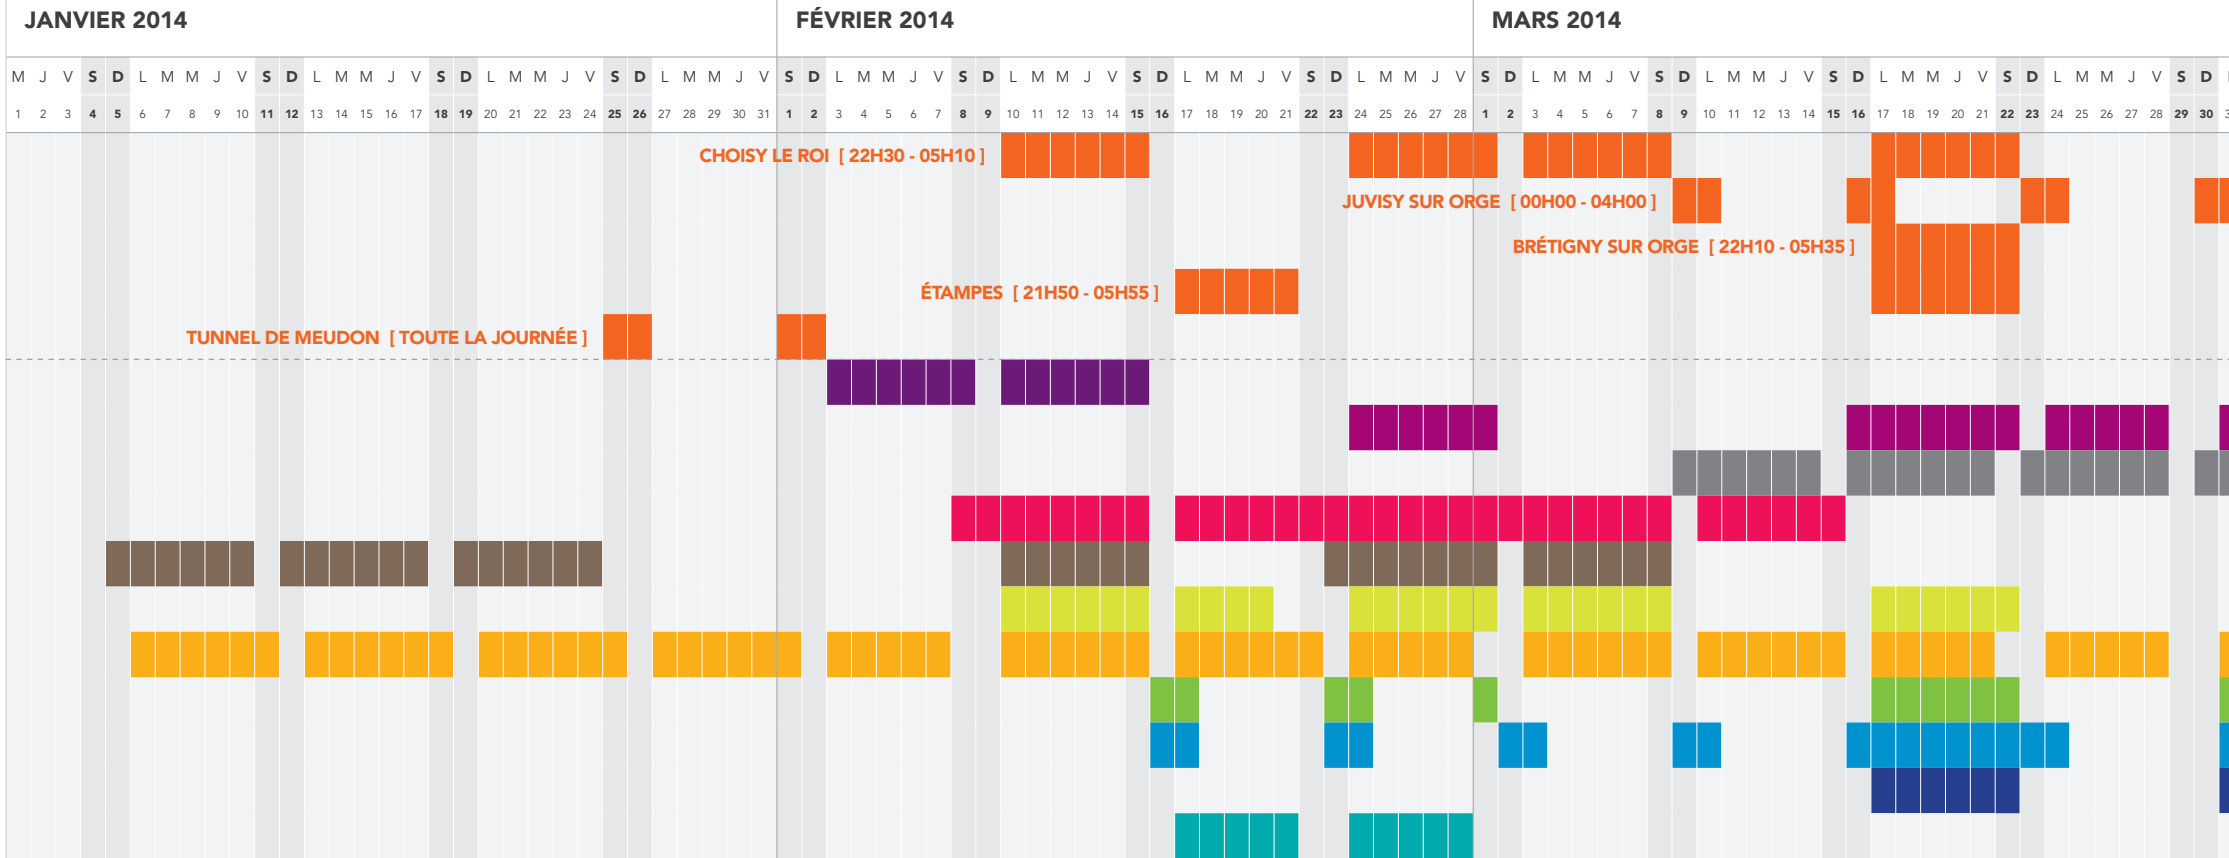 JANVIER 2014 FÉVRIER 2014 MARS 2014
M J V S D L M M J V S D L M M J V S D L M M J V S D L M M J V S D L M M J V S D L M M J V S D L M M J V S D L M M J V S D L M M J V S D L M M J V S D L M M J V S D L M M J V S D
1 2 3 4 5 6 7 8 9 10 11 12 13 14 15 16 17 18 19 20 21 22 23 24 25 26 27 28 29 30 31 1 2 3 4 5 6 7 8 9 10 11 12 13 14 15 16 17 18 19 20 21 22 23 24 25 26 27 28 1 2 3 4 5 6 7 8 9 10 11 12 13 14 15 16 17 18 19 20 21 22 23 24 25 26 27 28 29 30
CHOISY LE ROI [ 22H30 - 05H10 ]
JUVISY SUR ORGE [ 00H00 - 04H00 ]
BRÉTIGNY SUR ORGE [ 22H10 - 05H35 ]
ÉTAMPES [ 21H50 - 05H55 ]
TUNNEL DE MEUDON [ TOUTE LA JOURNÉE ]